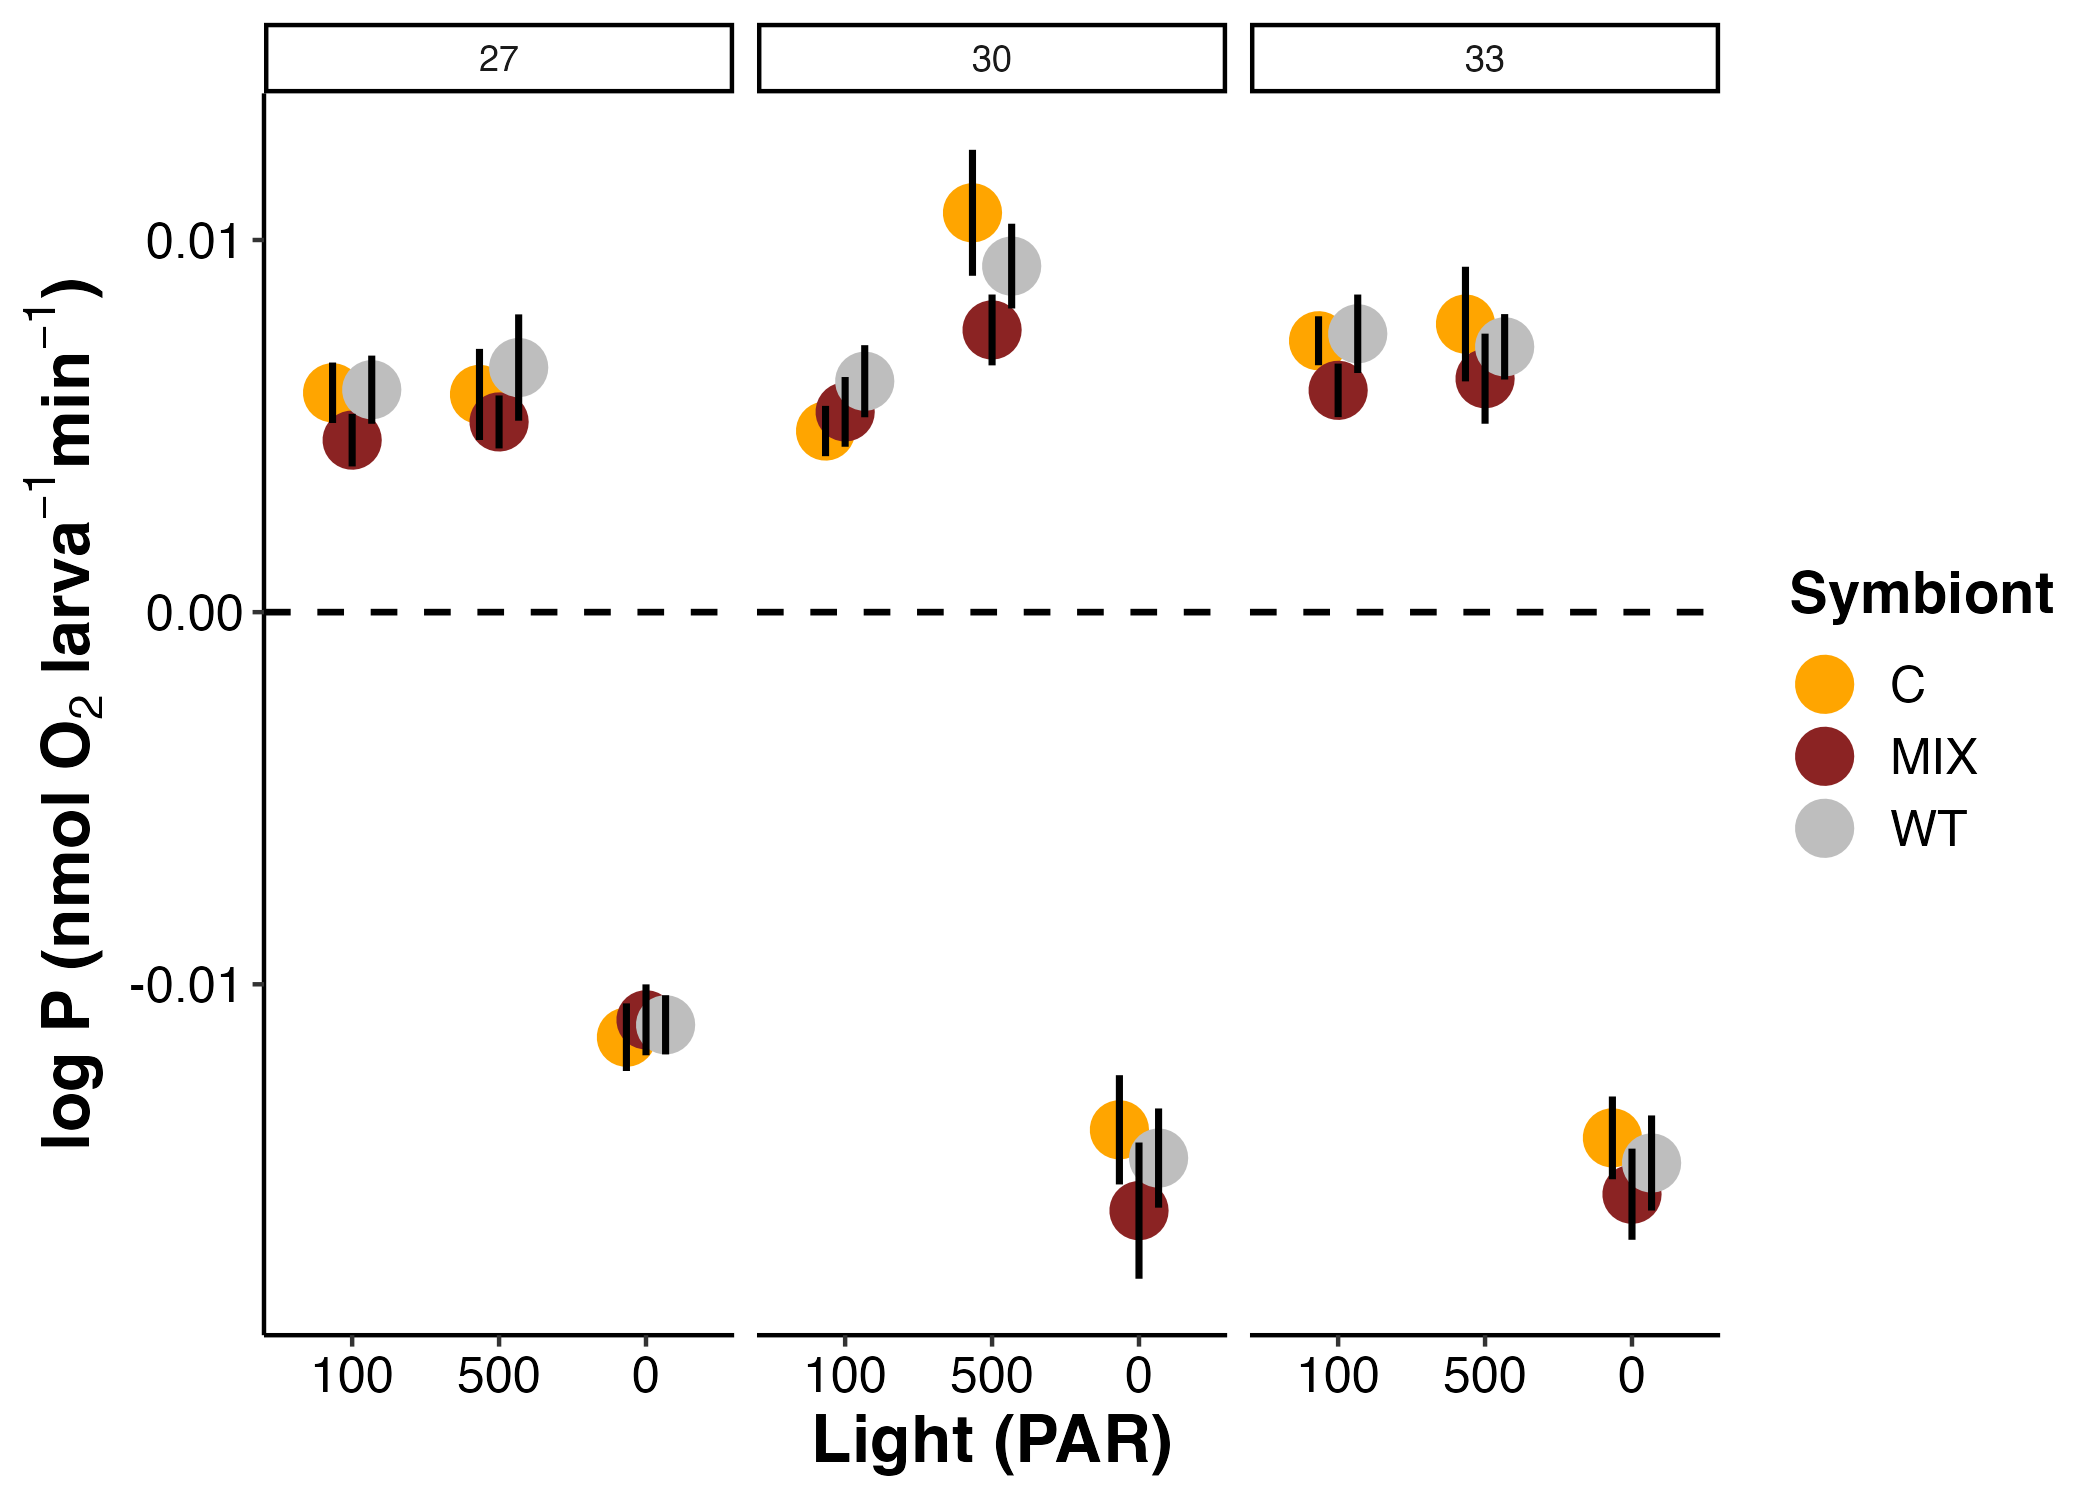 27 30 33
0.01
0.00
-0.01
log P (nmol O₂ larva⁻¹min⁻¹)
100 500 0 100 500 0 100 500 0
Light (PAR)
Symbiont
C
MIX
WT